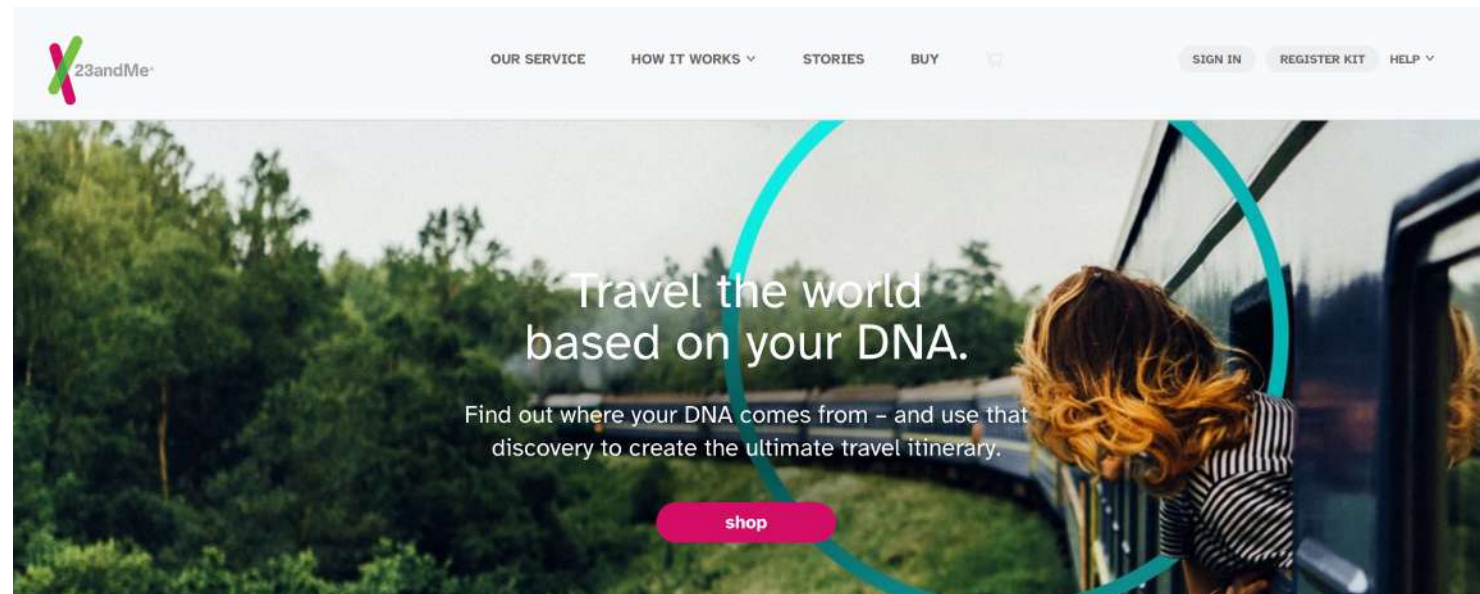 23andMe
OUR SERVICE
HOW IT WORKS
STORIES
BUY
SIGN IN
REGISTER KIT
HELP
Travel the world
based on your DNA.
Find out where your DNA comes from – and use that
discovery to create the ultimate travel itinerary.
shop